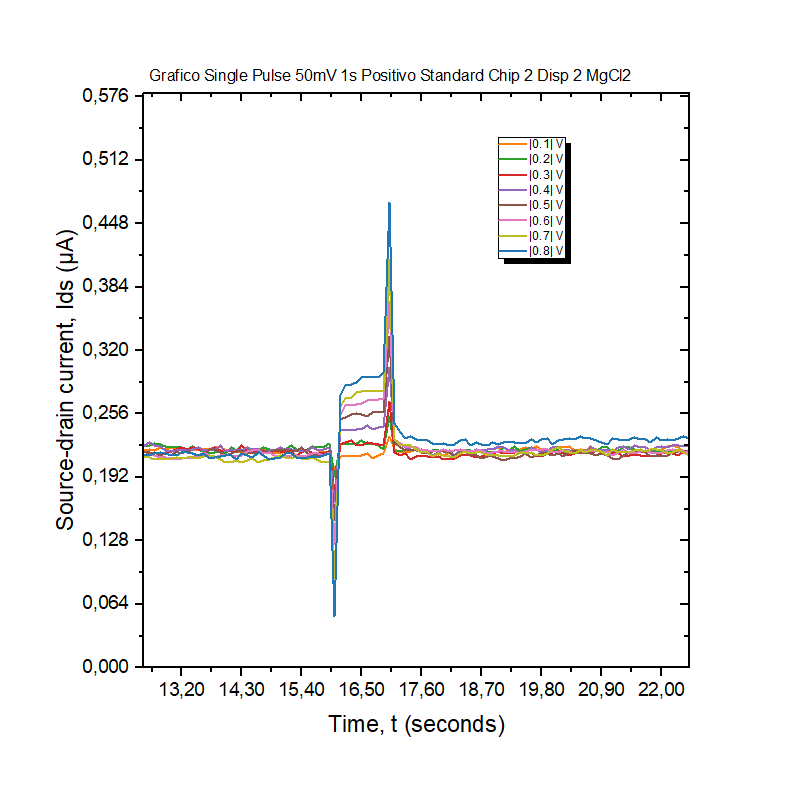 Grafico Single Pulse 50mV 1s Positivo Standard Chip 2 Disp 2 MgCl2
0,576
0,512
0,448
0,384
0,320
0,256
0,192
0,128
0,064
0,000
Source-drain current, Ids (µA)
|0.1| V
|0.2| V
|0.3| V
|0.4| V
|0.5| V
|0.6| V
|0.7| V
|0.8| V
13,20 14,30 15,40 16,50 17,60 18,70 19,80 20,90 22,00
Time, t (seconds)